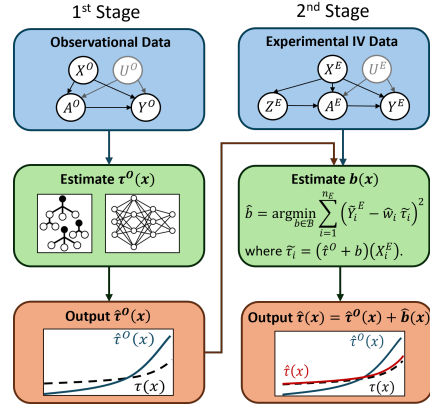 1st Stage
Observational Data
X^O
U^O
A^O
Y^O
Estimate τ^O(x)
Output τ̂^O(x)
τ̂^O(x)
τ(x)
2nd Stage
Experimental IV Data
X^E
U^E
Z^E
A^E
Y^E
Estimate b(x)
b̂ = argmin_{b∈ℬ} ∑_{i=1}^{n_E} (Ỹ_i^E − ŵ_i τ̃_i)^2
where τ̃_i = (τ̂^O + b)(X_i^E).
Output τ̂(x) = τ̂^O(x) + b̂(x)
τ̂^O(x)
τ̂(x)
τ(x)